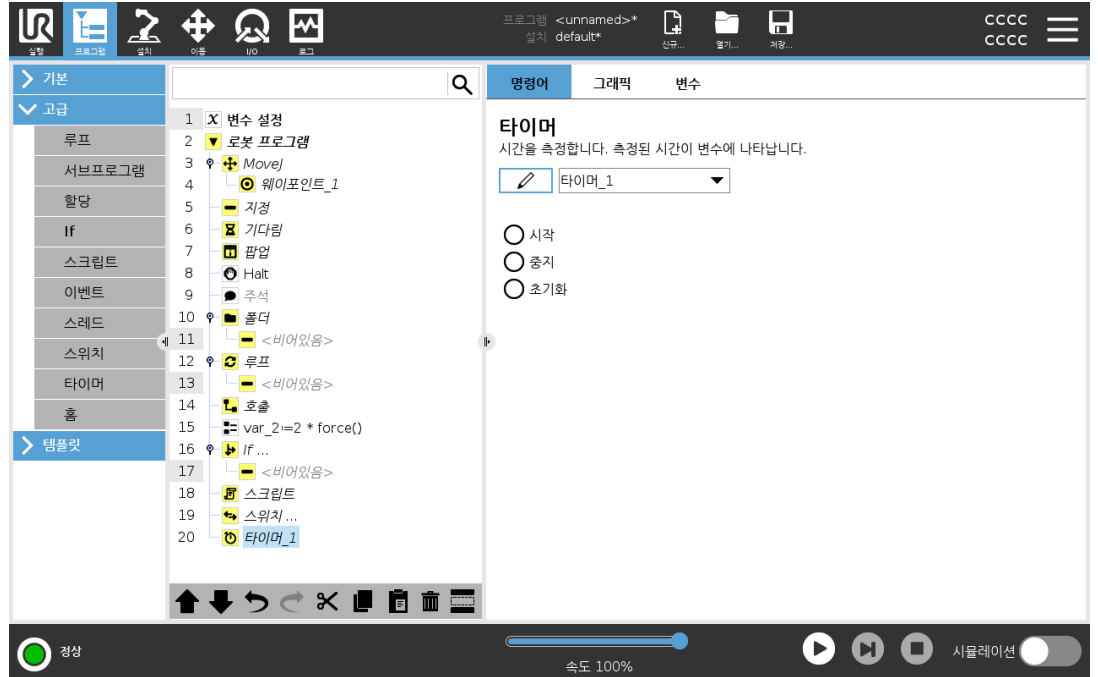 UR
실행
프로그램
설치
이동
I/O
로그
프로그램 <unnamed>*
설치 default*
신규...
열기...
저장...
CCCC
CCCC
기본
고급
루프
서브프로그램
할당
If
스크립트
이벤트
스레드
스위치
타이머
홈
템플릿
1 X 변수 설정
2 로봇 프로그램
3 MoveJ
4 웨이포인트_1
5 지정
6 기다림
7 팝업
8 Halt
9 주석
10 폴더
11 <비어있음>
12 루프
13 <비어있음>
14 호출
15 var_2:=2 * force()
16 If ...
17 <비어있음>
18 스크립트
19 스위치 ...
20 타이머_1
명령어 그래픽 변수
타이머
시간을 측정합니다. 측정된 시간이 변수에 나타납니다.
타이머_1
시작
중지
초기화
정상
속도 100%
시뮬레이션